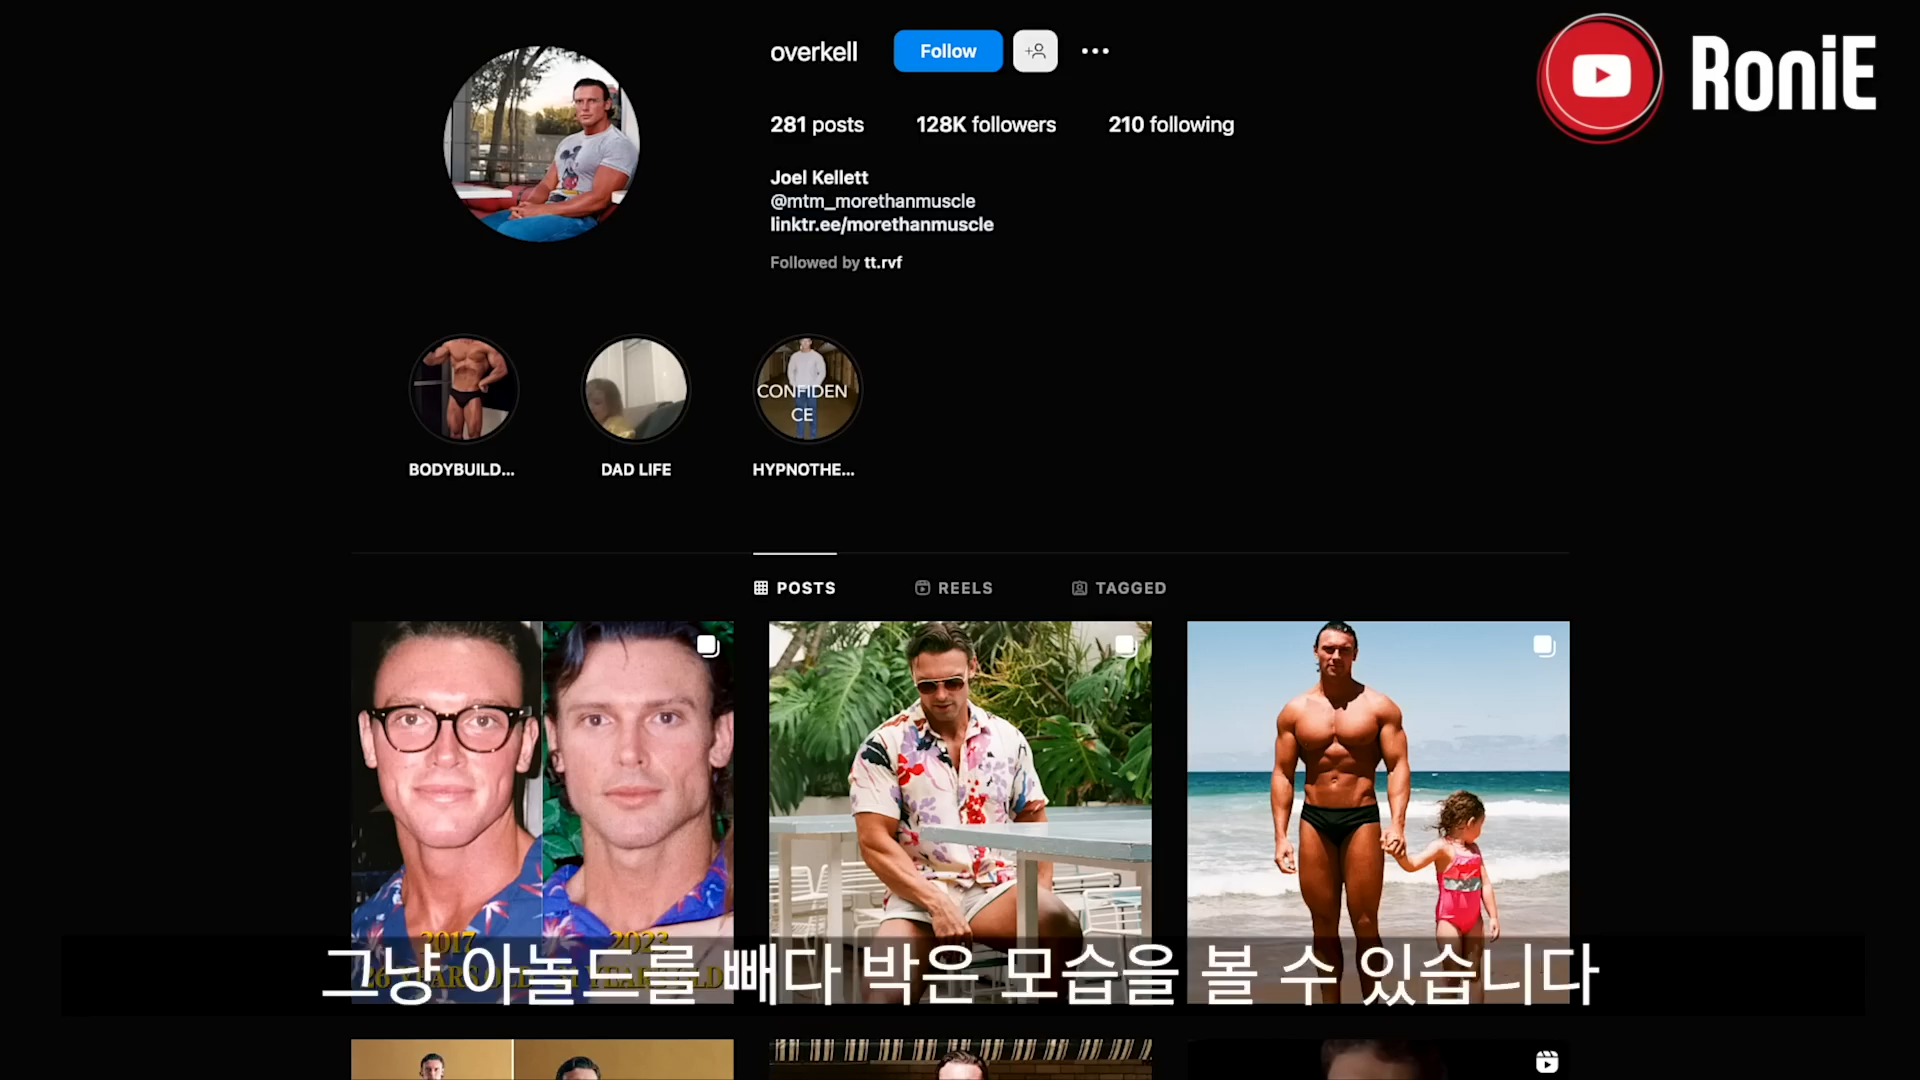 overkell
Follow
RoniE
281 posts
128K followers
210 following
Joel Kellett
@mtm_morethanmuscle
linktr.ee/morethanmuscle
Followed by tt.rvf
CONFIDEN
CE
BODYBUILD...
DAD LIFE
HYPNOTHE...
POSTS
REELS
TAGGED
2017
2023
그냥 아놀드를 빼다 박은 모습을 볼 수 있습니다